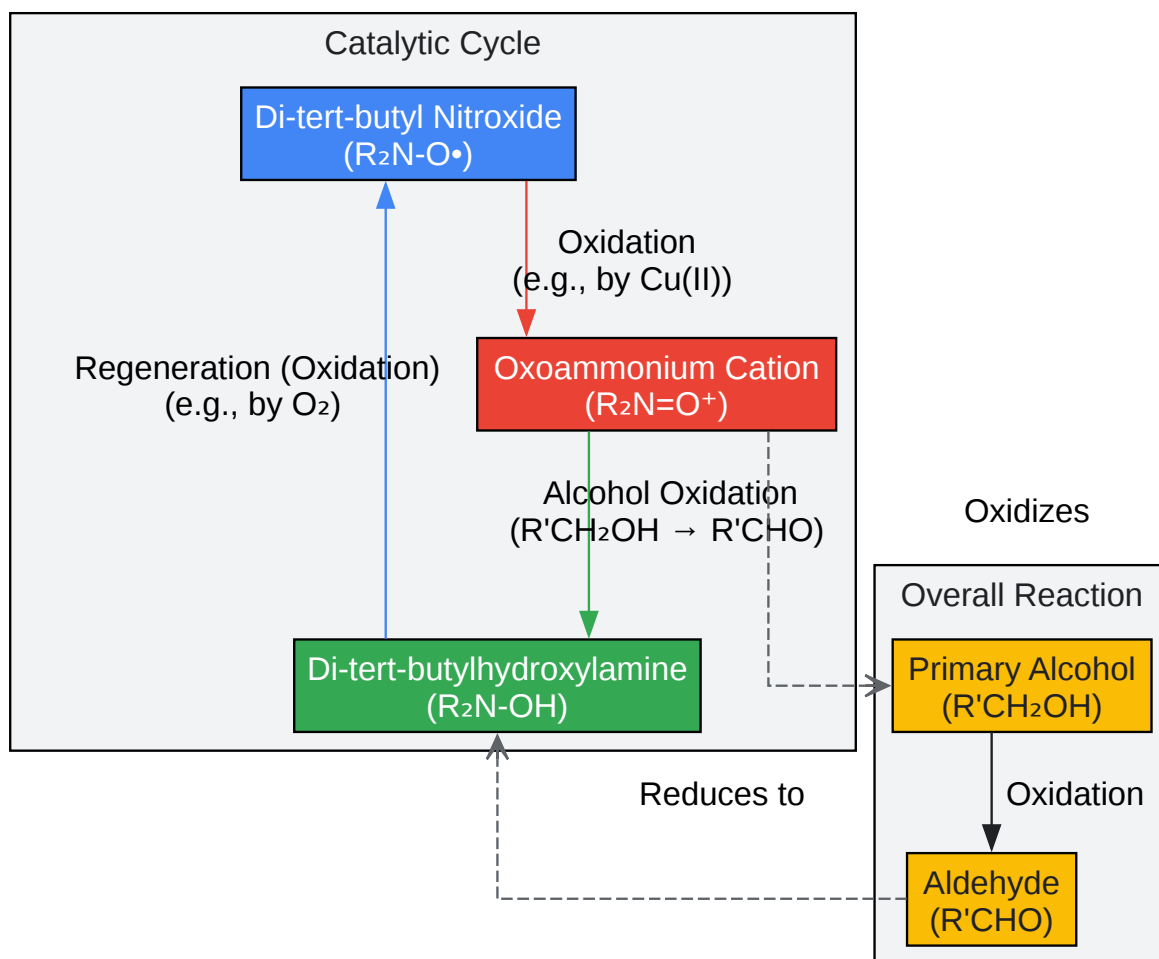 Catalytic Cycle
Di-tert-butyl Nitroxide
(R₂N-O•)
Oxidation
(e.g., by Cu(II))
Regeneration (Oxidation)
(e.g., by O₂)
Oxoammonium Cation
(R₂N=O⁺)
Alcohol Oxidation
(R'CH₂OH → R'CHO)
Oxidizes
Overall Reaction
Di-tert-butylhydroxylamine
(R₂N-OH)
Primary Alcohol
(R'CH₂OH)
Reduces to
Oxidation
Aldehyde
(R'CHO)